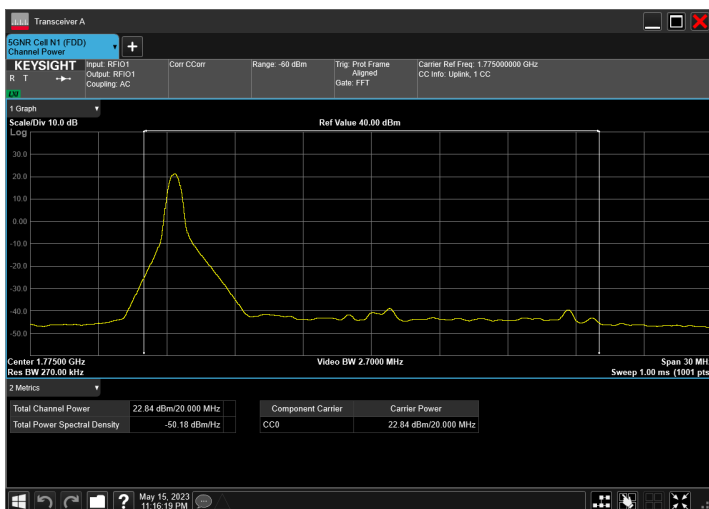 Transceiver A
5GNR Cell N1 (FDD)
Channel Power
KEYSIGHT
R T
LXI
Input: RFIO1
Output: RFIO1
Coupling: AC
Corr CCorr
Range: -60 dBm
Trig: Prot Frame
Aligned
Gate: FFT
Carrier Ref Freq: 1.775000000 GHz
CC Info: Uplink, 1 CC
1 Graph
Scale/Div 10.0 dB
Ref Value 40.00 dBm
Log
30.0
20.0
10.0
0.00
-10.0
-20.0
-30.0
-40.0
-50.0
Center 1.77500 GHz
Video BW 2.7000 MHz
Span 30 MHz
Res BW 270.00 kHz
Sweep 1.00 ms (1001 pts
2 Metrics
Total Channel Power 22.84 dBm/20.000 MHz
Total Power Spectral Density -50.18 dBm/Hz
Component Carrier Carrier Power
CC0 22.84 dBm/20.000 MHz
May 15, 2023
11:16:19 PM